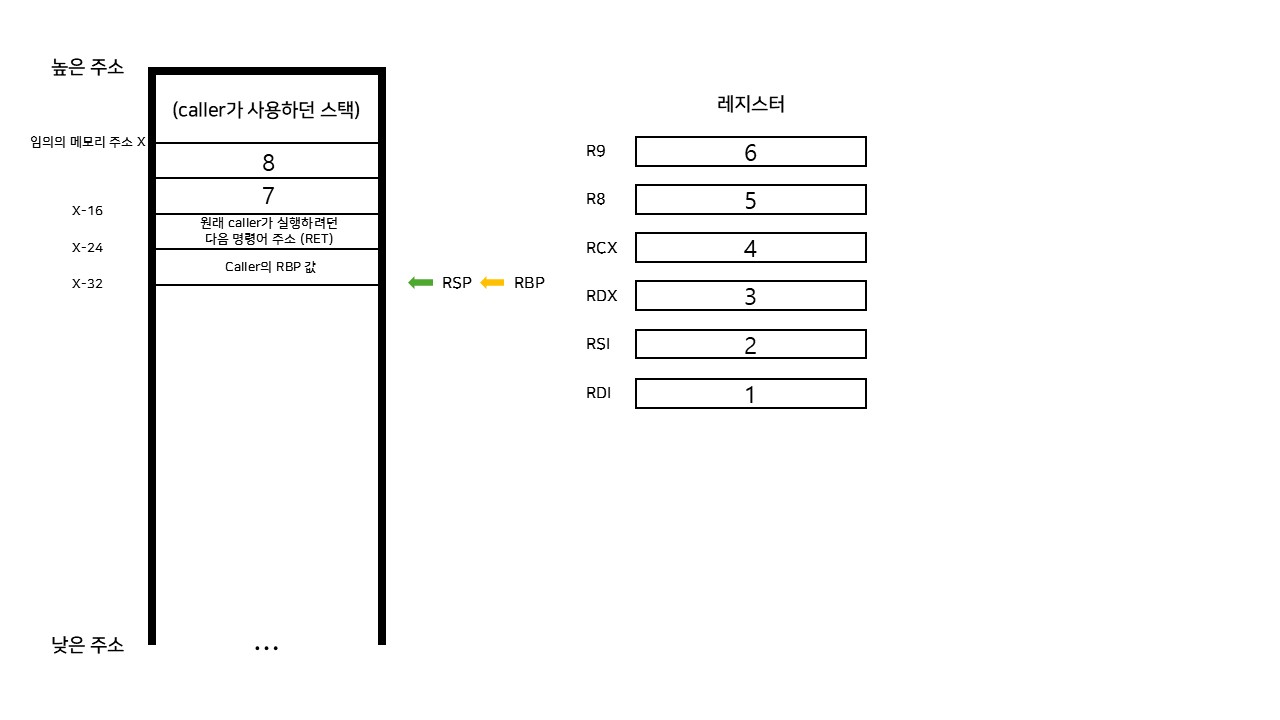 높은 주소
(caller가 사용하던 스택)
임의의 메모리 주소 X
8
7
X-16
원래 caller가 실행하려던
다음 명령어 주소 (RET)
X-24
Caller의 RBP 값
X-32
RSP
RBP
낮은 주소
...
레지스터
R9
6
R8
5
RCX
4
RDX
3
RSI
2
RDI
1